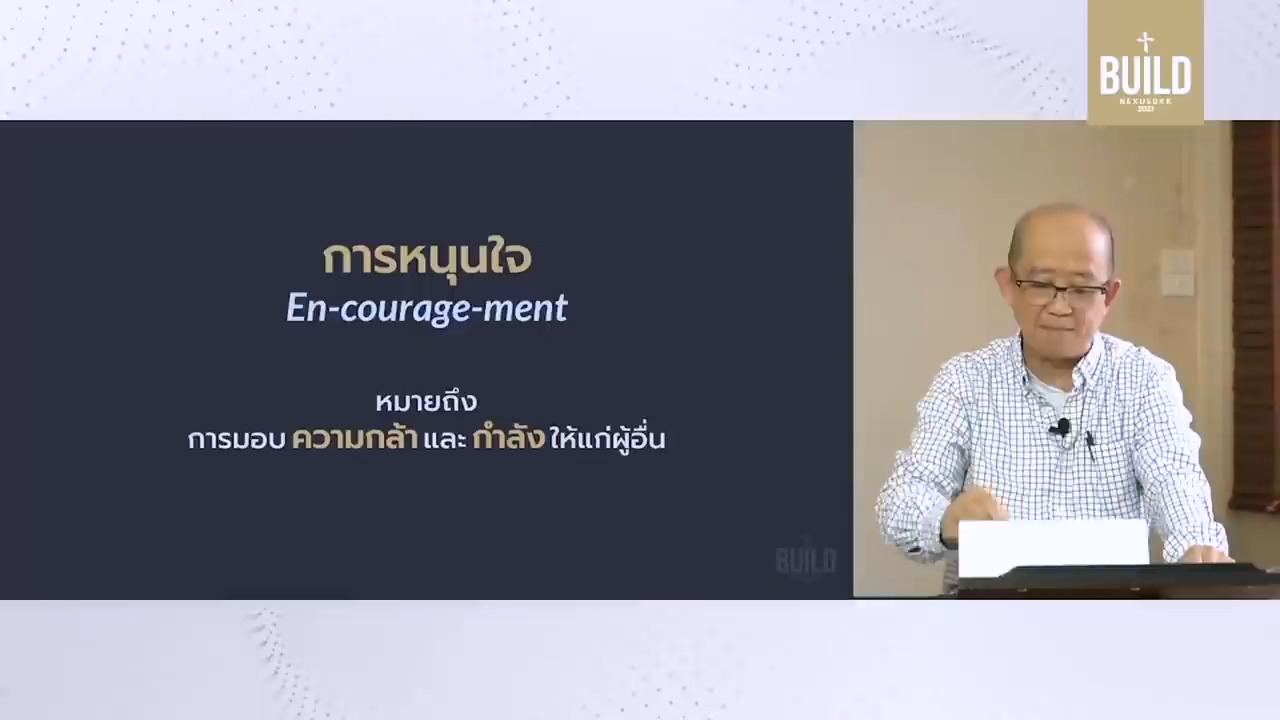 BUILD
NEXUSBKK
2021
การหนุนใจ
En-courage-ment
หมายถึง
การมอบ ความกล้า และ กำลัง ให้แก่ผู้อื่น
BUILD